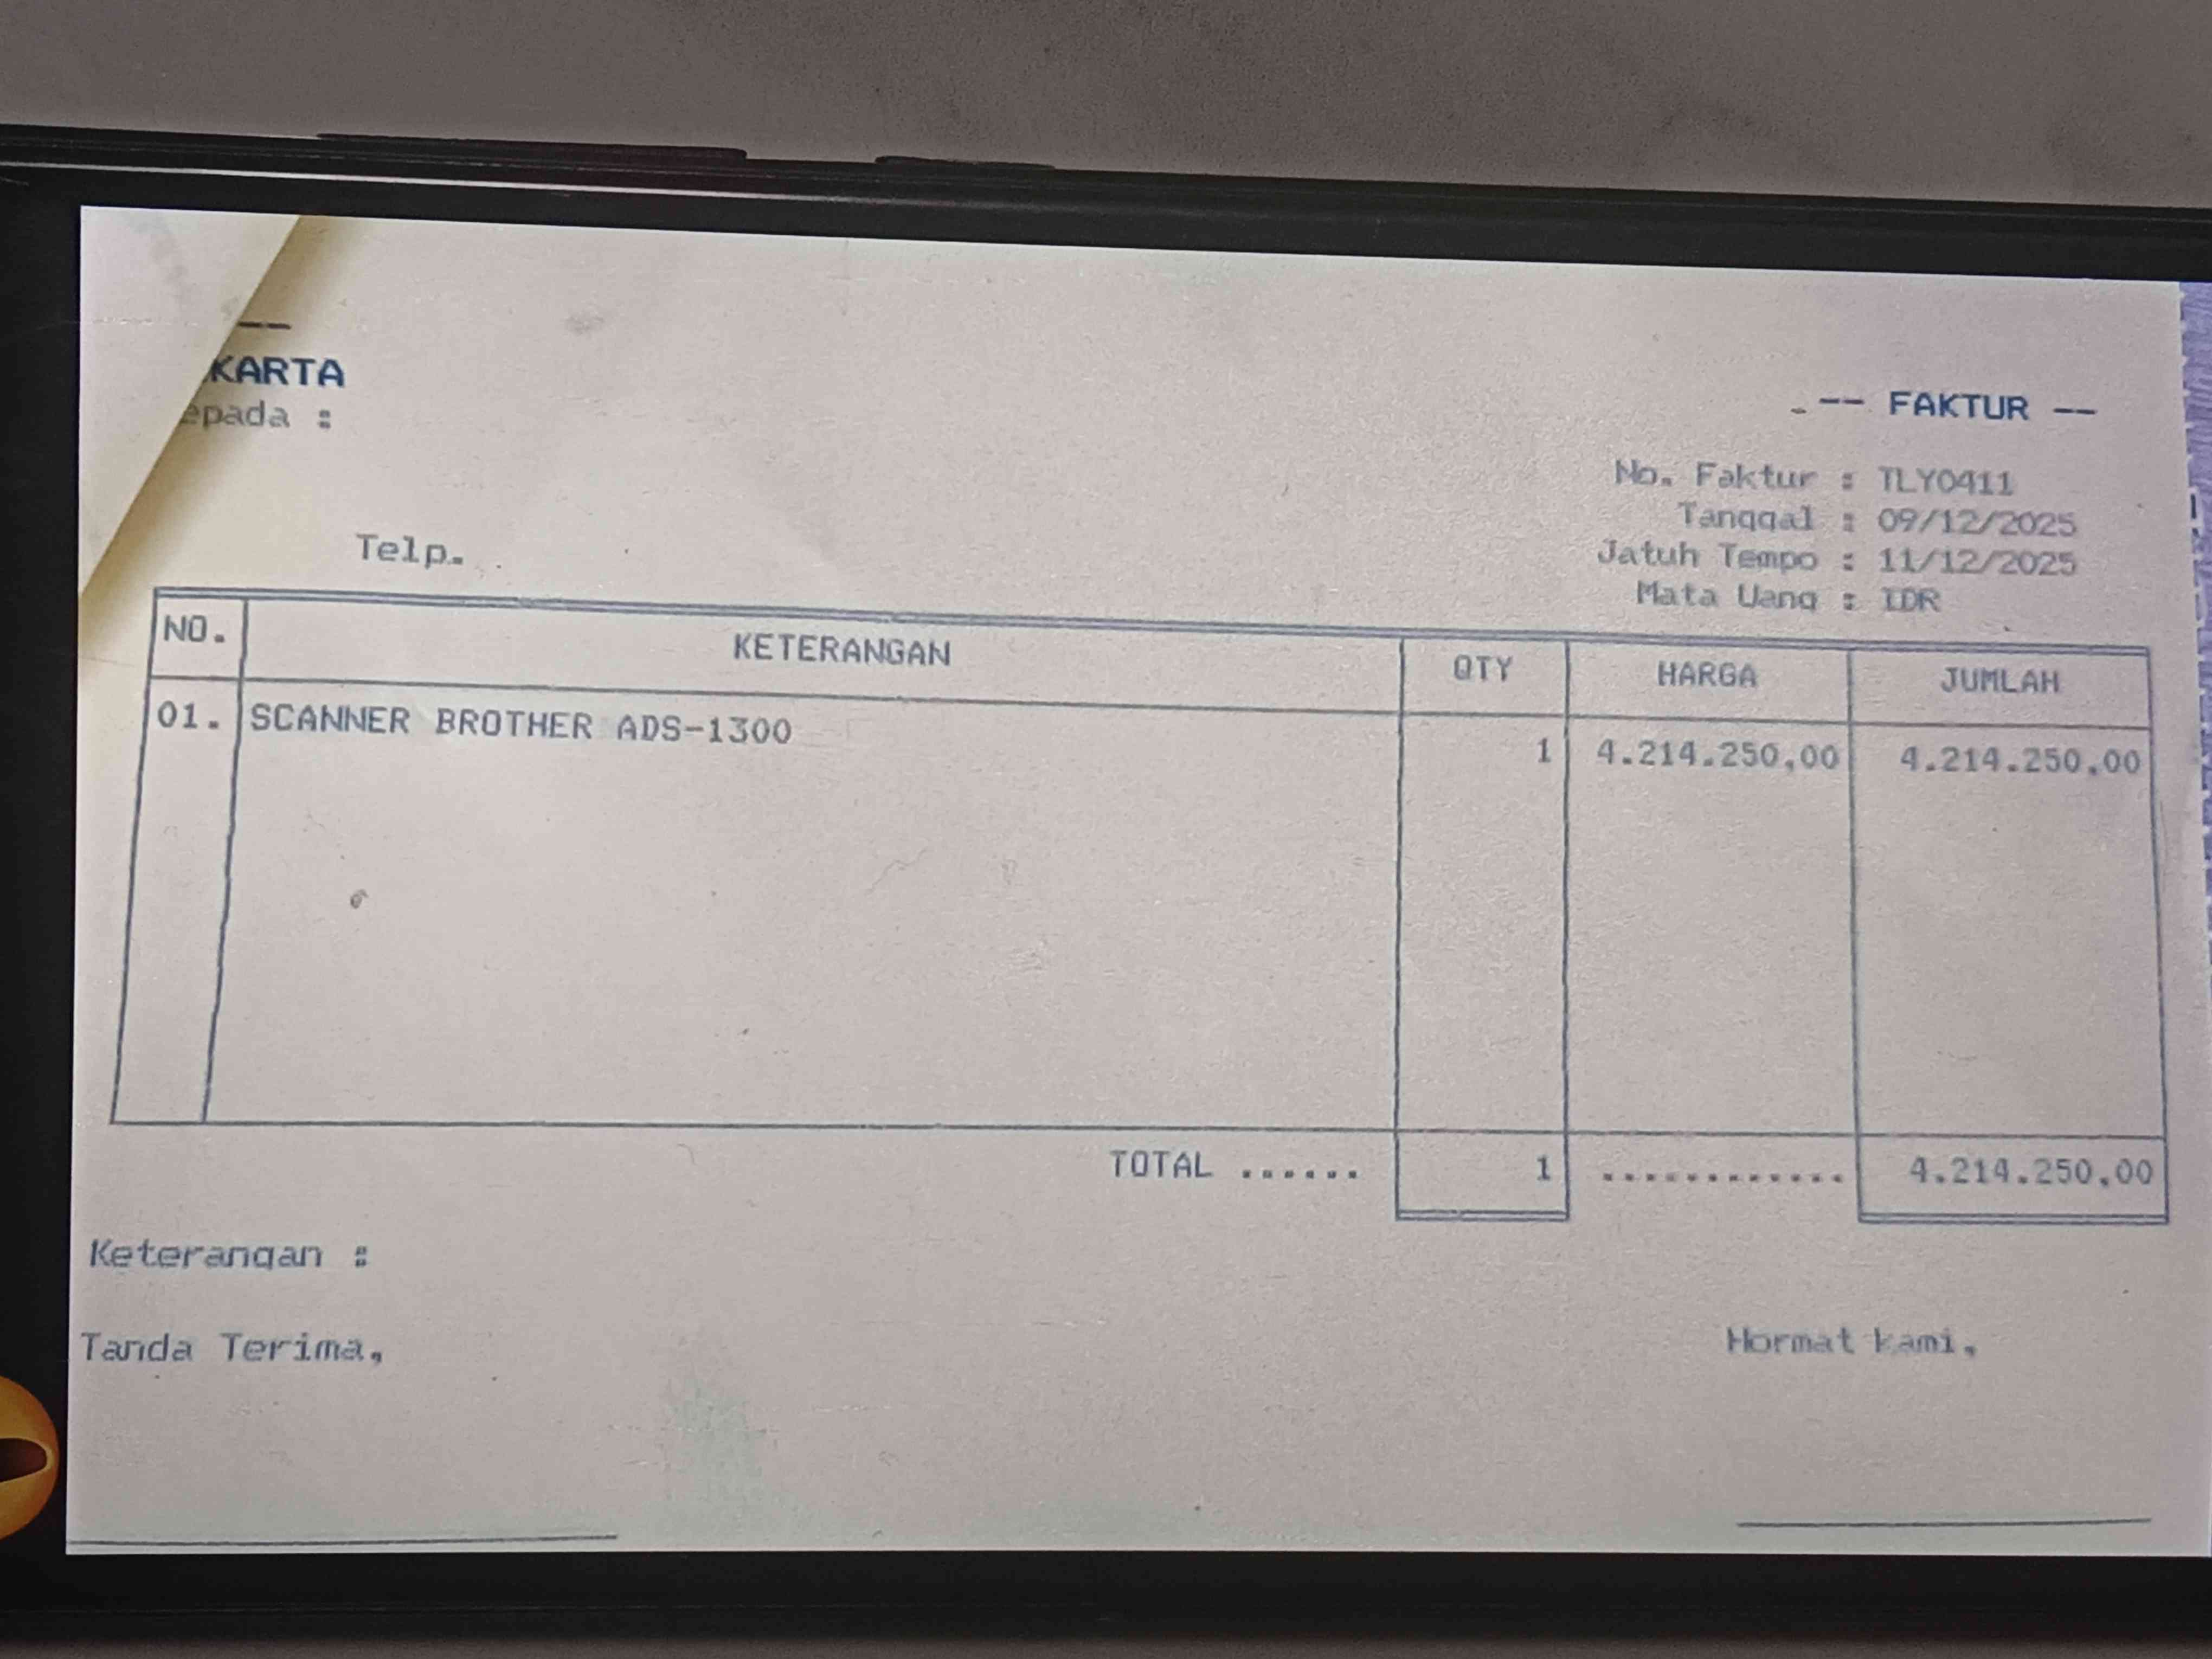 --
KARTA
epada :
-- FAKTUR --
No. Faktur : TLY0411
Tanggal : 09/12/2025
Jatuh Tempo : 11/12/2025
Mata Uang : IDR
Telp.
NO. KETERANGAN QTY HARGA JUMLAH
01. SCANNER BROTHER ADS-1300 1 4.214.250,00 4.214.250,00
TOTAL ...... 1 ............ 4.214.250,00
Keterangan :
Tanda Terima, Hormat kami,